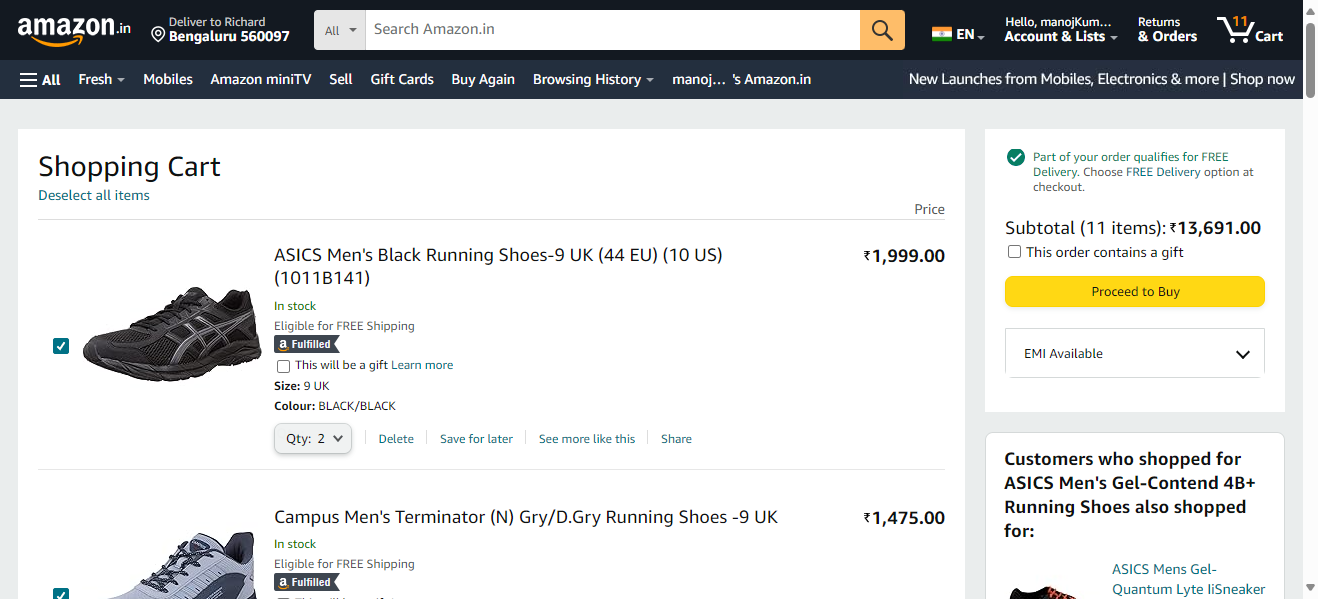 amazon.in
Deliver to Richard
Bengaluru 560097
All
Search Amazon.in
EN
Hello, manojKum...
Account & Lists
Returns
& Orders
11
Cart
All
Fresh
Mobiles
Amazon miniTV
Sell
Gift Cards
Buy Again
Browsing History
manoj... 's Amazon.in
New Launches from Mobiles, Electronics & more | Shop now
Shopping Cart
Deselect all items
Price
ASICS Men's Black Running Shoes-9 UK (44 EU) (10 US)
(1011B141)
₹1,999.00
In stock
Eligible for FREE Shipping
a Fulfilled
This will be a gift Learn more
Size: 9 UK
Colour: BLACK/BLACK
Qty: 2
Delete
Save for later
See more like this
Share
Campus Men's Terminator (N) Gry/D.Gry Running Shoes -9 UK
₹1,475.00
In stock
Eligible for FREE Shipping
a Fulfilled
Part of your order qualifies for FREE
Delivery. Choose FREE Delivery option at
checkout.
Subtotal (11 items): ₹13,691.00
This order contains a gift
Proceed to Buy
EMI Available
Customers who shopped for
ASICS Men's Gel-Contend 4B+
Running Shoes also shopped
for:
ASICS Mens Gel-
Quantum Lyte IiSneaker